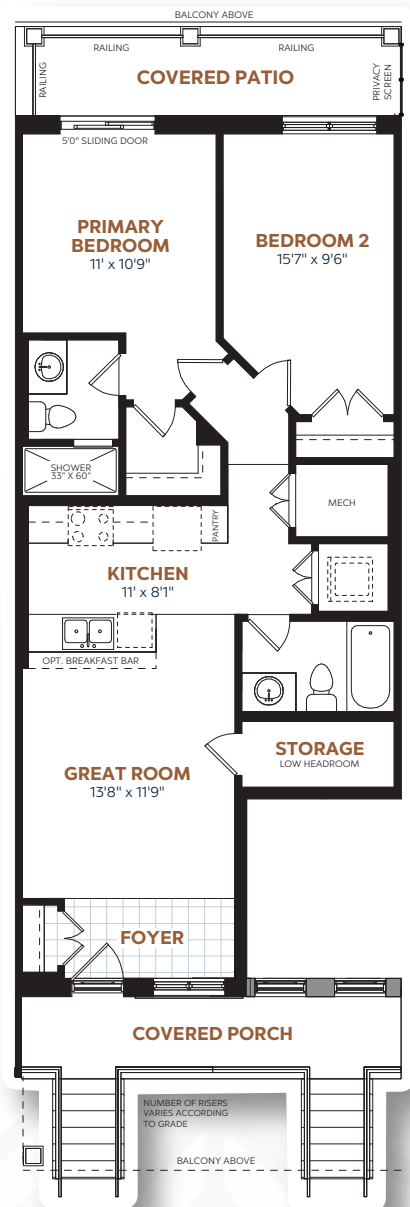 BALCONY ABOVE
RAILING
RAILING
RAILING
COVERED PATIO
PRIVACY
SCREEN
5'0" SLIDING DOOR
PRIMARY
BEDROOM
11' x 10'9"
BEDROOM 2
15'7" x 9'6"
SHOWER
33" X 60"
MECH
PANTRY
KITCHEN
11' x 8'1"
OPT. BREAKFAST BAR
STORAGE
LOW HEADROOM
GREAT ROOM
13'8" x 11'9"
FOYER
COVERED PORCH
NUMBER OF RISERS
VARIES ACCORDING
TO GRADE
BALCONY ABOVE